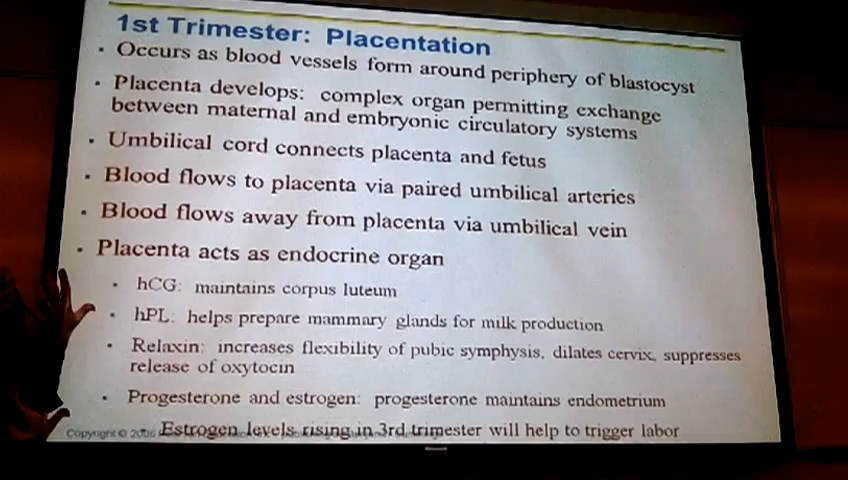 1st Trimester: Placentation
· Occurs as blood vessels form around periphery of blastocyst
· Placenta develops: complex organ permitting exchange
between maternal and embryonic circulatory systems
· Umbilical cord connects placenta and fetus
· Blood flows to placenta via paired umbilical arteries
· Blood flows away from placenta via umbilical vein
· Placenta acts as endocrine organ
· hCG: maintains corpus luteum
· hPL: helps prepare mammary glands for milk production
· Relaxin: increases flexibility of pubic symphysis, dilates cervix, suppresses
release of oxytocin
· Progesterone and estrogen: progesterone maintains endometrium
· Estrogen levels rising in 3rd trimester will help to trigger labor
Copyright © 2006